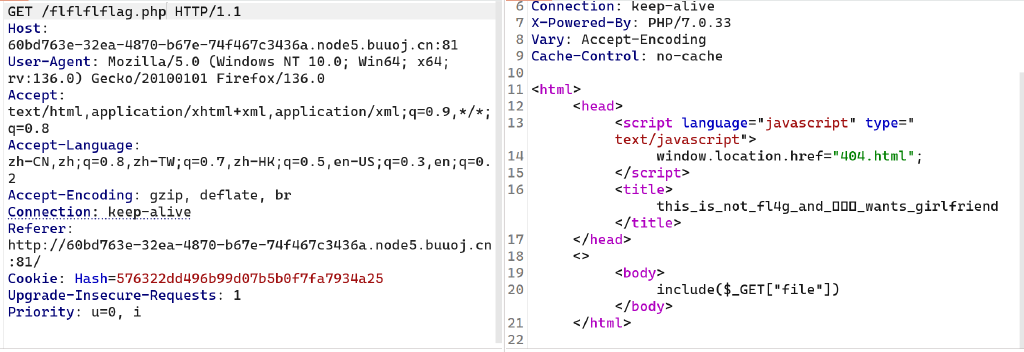 GET /flflflflag.php HTTP/1.1
Host:
60bd763e-32ea-4870-b67e-74f467c3436a.node5.buuoj.cn:81
User-Agent: Mozilla/5.0 (Windows NT 10.0; Win64; x64;
rv:136.0) Gecko/20100101 Firefox/136.0
Accept:
text/html,application/xhtml+xml,application/xml;q=0.9,*/*;
q=0.8
Accept-Language:
zh-CN,zh;q=0.8,zh-TW;q=0.7,zh-HK;q=0.5,en-US;q=0.3,en;q=0.
2
Accept-Encoding: gzip, deflate, br
Connection: keep-alive
Referer:
http://60bd763e-32ea-4870-b67e-74f467c3436a.node5.buuoj.cn
:81/
Cookie: Hash=576322dd496b99d07b5b0f7fa7934a25
Upgrade-Insecure-Requests: 1
Priority: u=0, i
6 Connection: keep-alive
7 X-Powered-By: PHP/7.0.33
8 Vary: Accept-Encoding
9 Cache-Control: no-cache
10
11 <html>
12 <head>
13 <script language="javascript" type="
text/javascript">
14 window.location.href="404.html";
15 </script>
16 <title>
this_is_not_fl4g_and_□□□_wants_girlfriend
</title>
17 </head>
18 <>
19 <body>
20 include($_GET["file"])
</body>
21 </html>
22